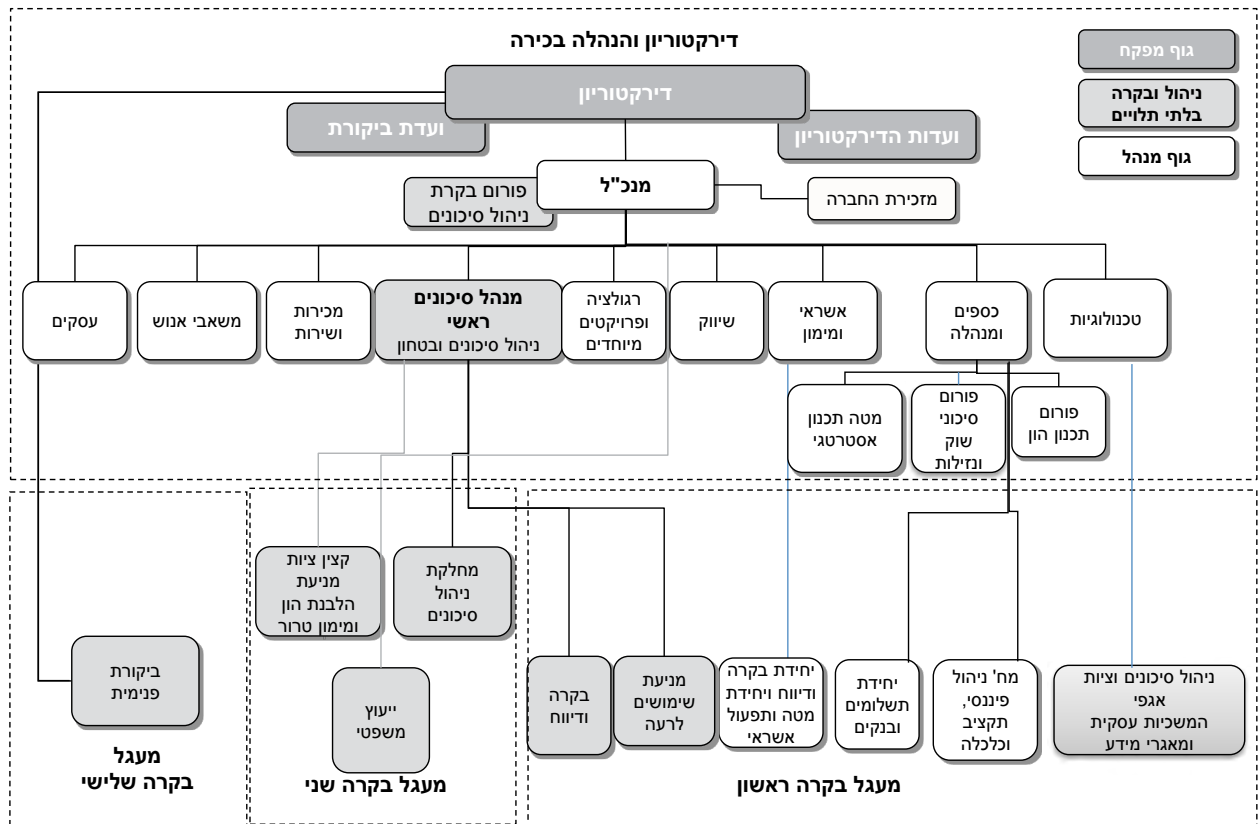 דירקטוריון והנהלה בכירה
גוף מפקח
ניהול ובקרה
בלתי תלויים
גוף מנהל
דירקטוריון
ועדות הדירקטוריון
ועדת ביקורת
מנכ"ל
מזכירת החברה
פורום בקרת
ניהול סיכונים
טכנולוגיות
כספים
ומנהלה
אשראי
ומימון
שיווק
רגולציה
ופרויקטים
מיוחדים
מנהל סיכונים
ראשי
ניהול סיכונים ובטחון
מכירות
ושירות
משאבי אנוש
עסקים
פורום
תכנון הון
פורום
סיכוני
שוק
ונזילות
מטה תכנון
אסטרטגי
ניהול סיכונים וציות
אגפי
המשכיות עסקית
ומאגרי מידע
מח' ניהול
פיננסי,
תקציב
וכלכלה
יחידת
תשלומים
ובנקים
יחידת בקרה
ודיווח ויחידת
מטה ותפעול
אשראי
מניעת
שימושים
לרעה
בקרה
ודיווח
מעגל בקרה ראשון
מחלקת
ניהול
סיכונים
קצין ציות
מניעת
הלבנת הון
ומימון טרור
ייעוץ
משפטי
מעגל בקרה שני
ביקורת
פנימית
מעגל
בקרה שלישי